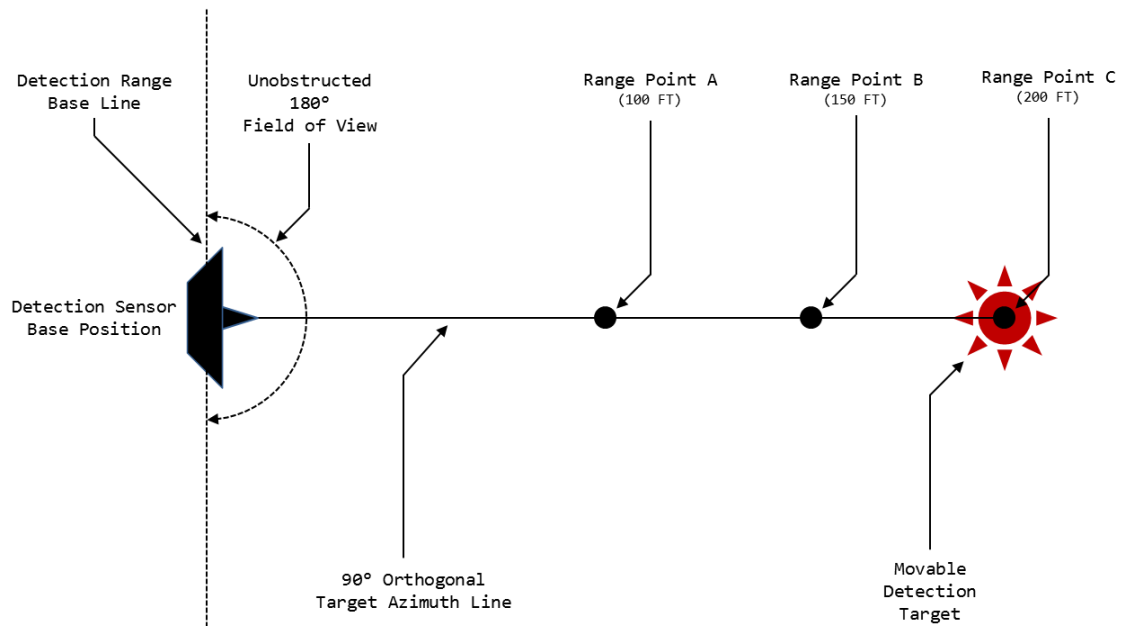 Detection Range
Base Line
Unobstructed
180°
Field of View
Range Point A
(100 FT)
Range Point B
(150 FT)
Range Point C
(200 FT)
Detection Sensor
Base Position
90° Orthogonal
Target Azimuth Line
Movable
Detection
Target